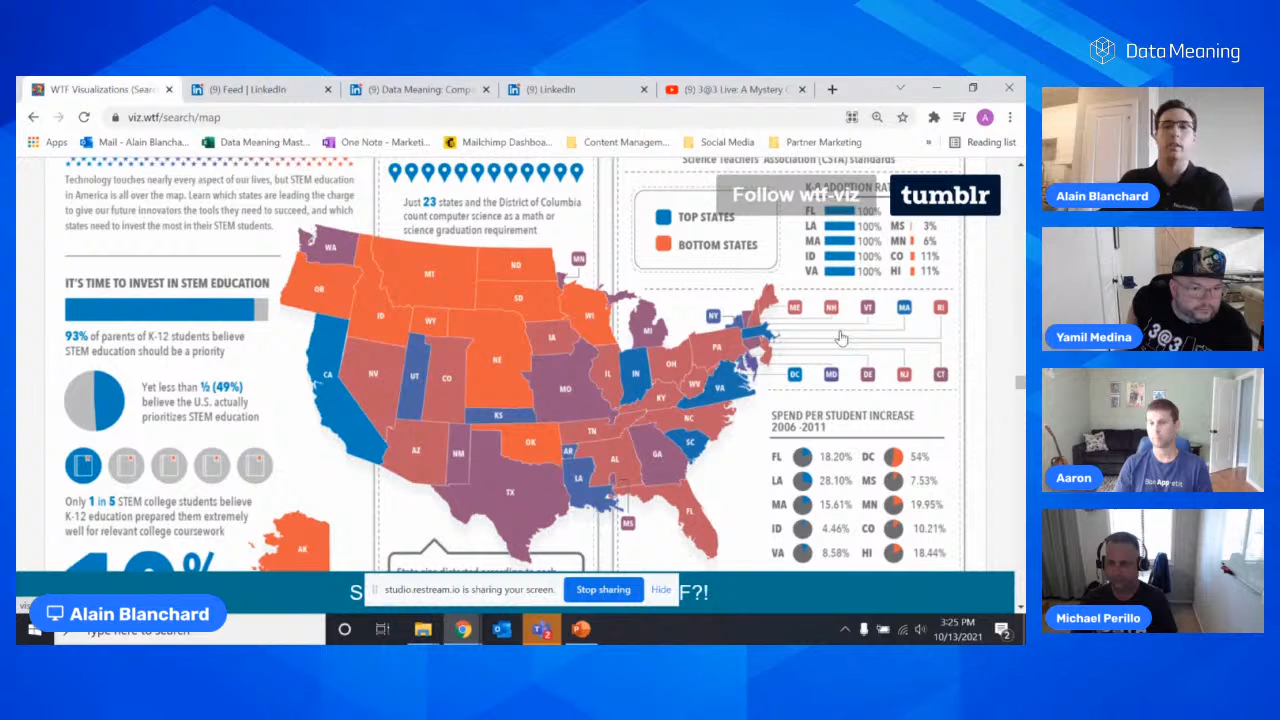 Data Meaning
WTF Visualizations (Sear
(9) Feed | LinkedIn
(9) Data Meaning: Comp
(9) LinkedIn
(9) 3@3 Live: A Mystery
viz.wtf/search/map
Apps
Mail - Alain Blancha...
Data Meaning Mast...
One Note - Marketi...
Mailchimp Dashboa...
Content Managem...
Social Media
Partner Marketing
»
Reading list
Technology touches nearly every aspect of our lives, but STEM education
in America is all over the map. Learn which states are leading the charge
to give our future innovators the tools they need to succeed, and which
states need to invest the most in their STEM students.
IT'S TIME TO INVEST IN STEM EDUCATION
93% of parents of K-12 students believe
STEM education should be a priority
Yet less than ½ (49%)
believe the U.S. actually
prioritizes STEM education
Only 1 in 5 STEM college students believe
K-12 education prepared them extremely
well for relevant college coursework
Just 23 states and the District of Columbia
count computer science as a math or
science graduation requirement
Science Teachers' Association (CSTA) standards
Follow wtf-viz
tumblr
TOP STATES
BOTTOM STATES
K-8 ADOPTION RAT
FL 100%
LA 100% MS 3%
MA 100% MN 6%
ID 100% CO 11%
VA 100% HI 11%
WA
MT
ND
MN
OR
ID
WY
SD
WI
MI
NY
ME NH VT MA RI
NV
UT
CO
NE
IA
IL
IN
OH
PA
CA
KS
MO
KY
WV
VA
DC MD DE NJ CT
AZ
NM
OK
AR
TN
NC
SC
TX
LA
MS
AL
GA
FL
AK
SPEND PER STUDENT INCREASE
2006 -2011
FL 18.20% DC 54%
LA 28.10% MS 7.53%
MA 15.61% MN 19.95%
ID 4.46% CO 10.21%
VA 8.58% HI 18.44%
S
F?!
studio.restream.io is sharing your screen.
Stop sharing
Hide
Alain Blanchard
Type here to search
3:25 PM
10/13/2021
2
Alain Blanchard
Yamil Medina
3@3
Aaron
Bon App-etit
Michael Perillo